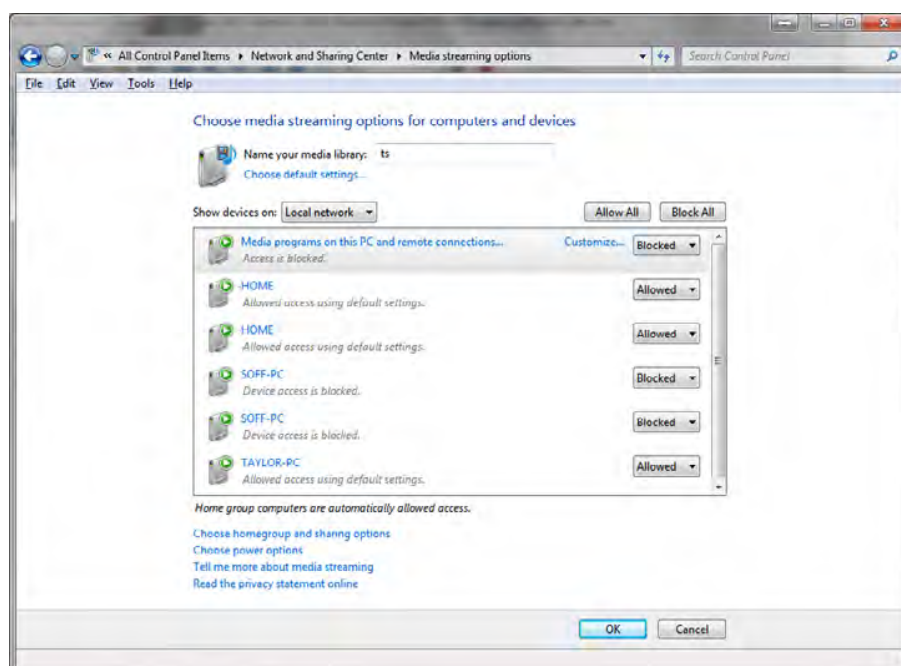 « All Control Panel Items ▸ Network and Sharing Center ▸ Media streaming options Search Control Panel
File Edit View Tools Help
Choose media streaming options for computers and devices
Name your media library: ts
Choose default settings...
Show devices on: Local network Allow All Block All
Media programs on this PC and remote connections... Customize... Blocked
Access is blocked.
HOME Allowed
Allowed access using default settings.
HOME Allowed
Allowed access using default settings.
SOFF-PC Blocked
Device access is blocked.
SOFF-PC Blocked
Device access is blocked.
TAYLOR-PC Allowed
Allowed access using default settings.
Home group computers are automatically allowed access.
Choose homegroup and sharing options
Choose power options
Tell me more about media streaming
Read the privacy statement online
OK Cancel